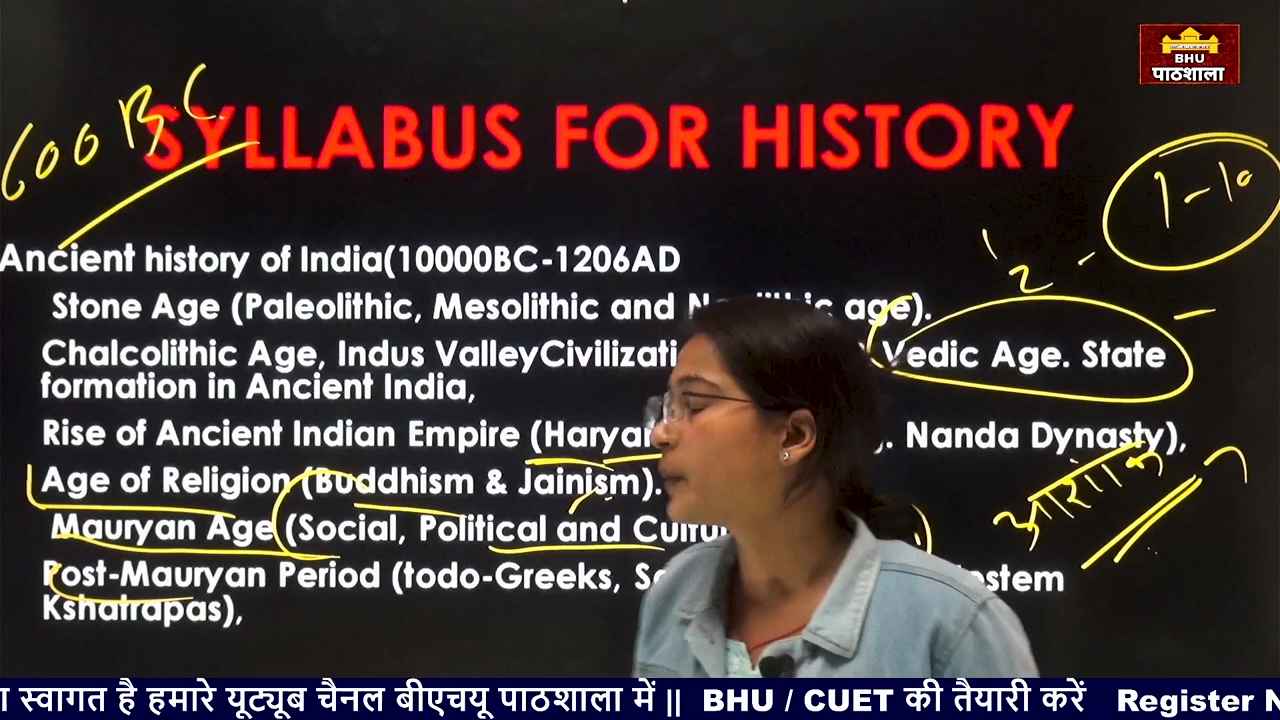 BHU
पाठशाला
600 BC
SYLLABUS FOR HISTORY
1-10
Ancient history of India(10000BC-1206AD
2 -
Stone Age (Paleolithic, Mesolithic and age).
Chalcolithic Age, Indus ValleyCivilizati Vedic Age. State
formation in Ancient India,
Rise of Ancient Indian Empire (Haryan . Nanda Dynasty),
Age of Religion (Buddhism & Jainism).
Mauryan Age (Social, Political and Cultur )
Post-Mauryan Period (todo-Greeks, stem
Kshatrapas),
स्वागत है हमारे यूट्यूब चैनल बीएचयू पाठशाला में || BHU / CUET की तैयारी करें Register N